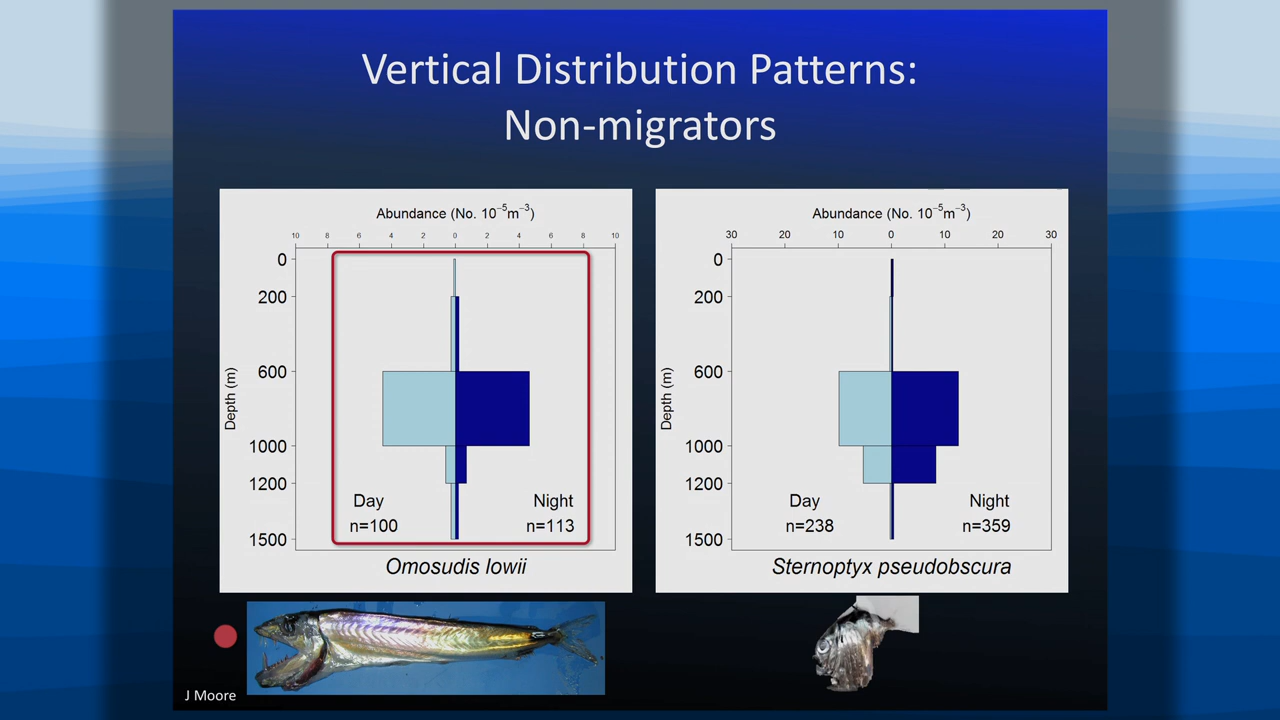 Vertical Distribution Patterns:
Non-migrators
Abundance (No. 10⁻⁵m⁻³)
10 8 6 4 2 0 2 4 6 8 10
0
200
600
1000
1200
1500
Depth (m)
Day
n=100
Night
n=113
Omosudis lowii
Abundance (No. 10⁻⁵m⁻³)
30 20 10 0 10 20 30
0
200
600
1000
1200
1500
Depth (m)
Day
n=238
Night
n=359
Sternoptyx pseudobscura
J Moore